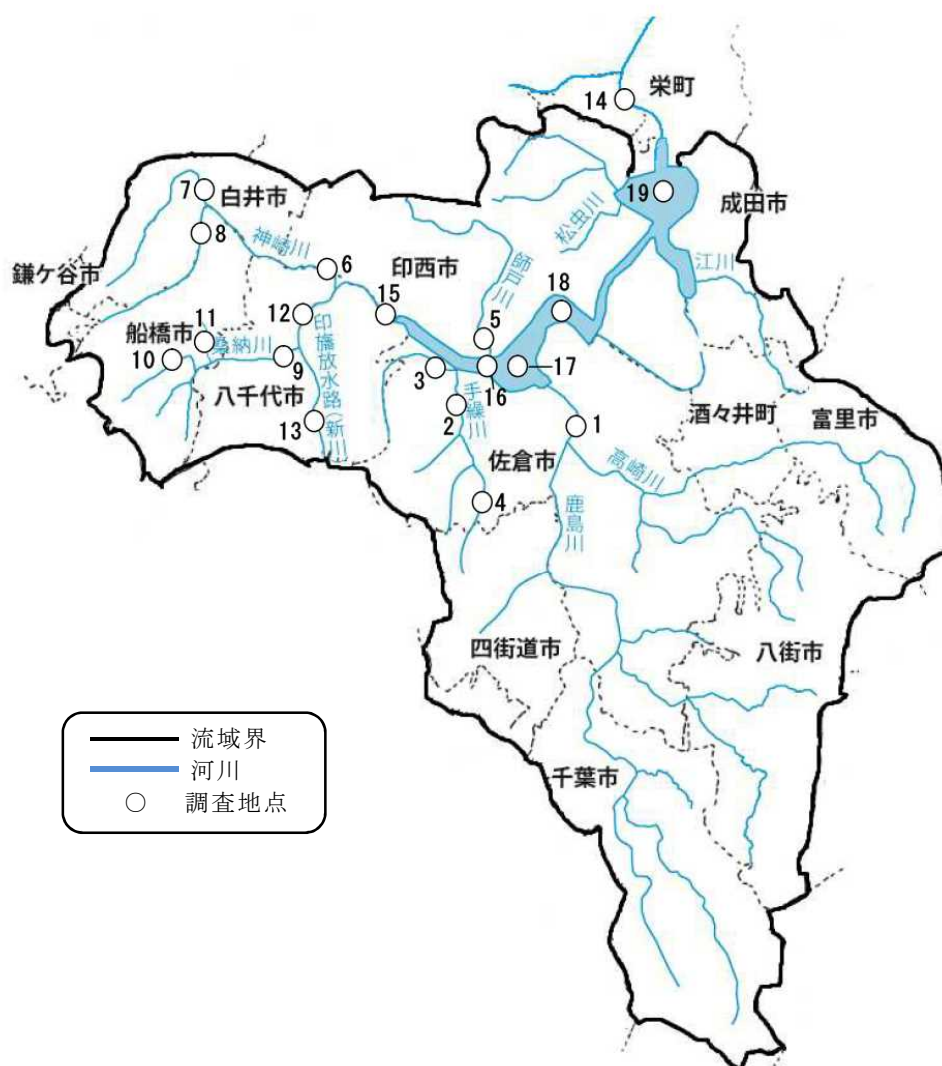 栄町
14
7
白井市
19
成田市
松虫川
8
神崎川
師戸川
江川
鎌ケ谷市
印西市
6
18
15
船橋市
11
12
5
印旛放水路(新川)
桑納川
10
9
3
16
17
八千代市
手繰川
2
13
1
酒々井町
富里市
佐倉市
高崎川
4
鹿島川
四街道市
八街市
流域界
河川
調査地点
千葉市